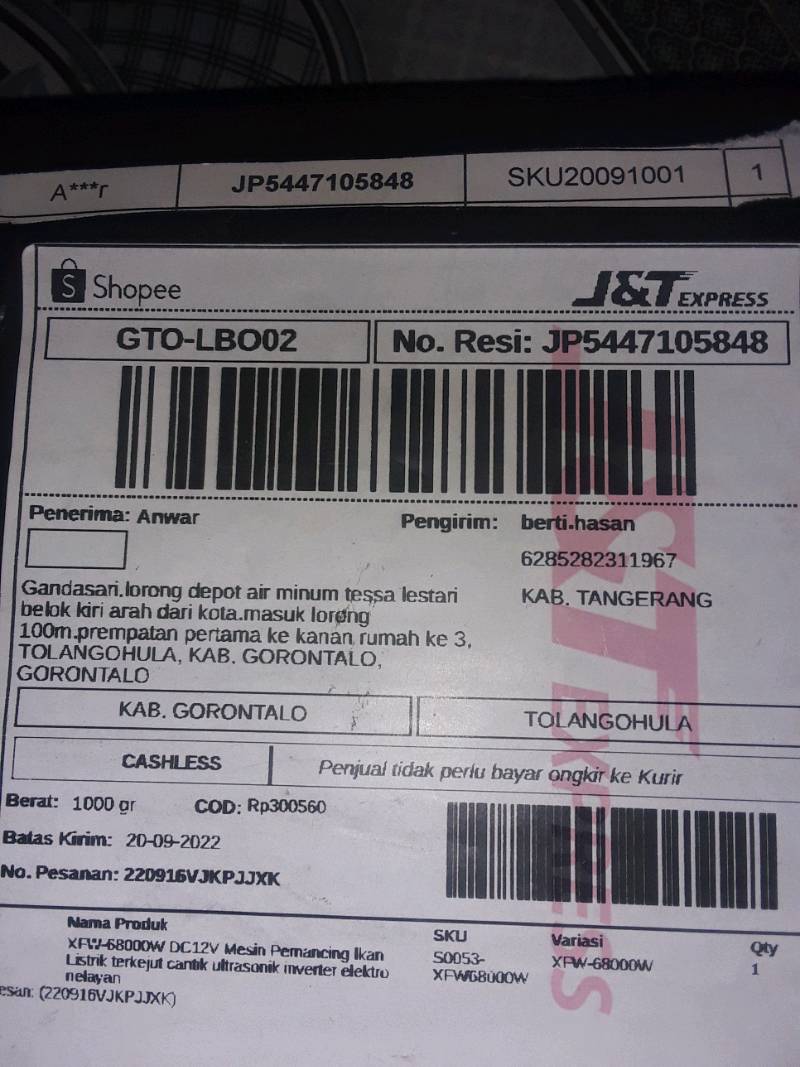 A***r JP5447105848 SKU20091001 1
Shopee J&T EXPRESS
GTO-LBO02 No. Resi: JP5447105848
Penerima: Anwar Pengirim: berti.hasan
6285282311967
Gandasari.lorong depot air minum tessa lestari KAB. TANGERANG
belok kiri arah dari kota.masuk lorong
100m.prempatan pertama ke kanan rumah ke 3,
TOLANGOHULA, KAB. GORONTALO,
GORONTALO
KAB. GORONTALO TOLANGOHULA
CASHLESS Penjual tidak perlu bayar ongkir ke Kurir
Berat: 1000 gr COD: Rp300560
Batas Kirim: 20-09-2022
No. Pesanan: 220916VJKPJJXK
Nama Produk SKU Variasi Qty
XFW-68000W DC12V Mesin Pemancing Ikan S0053- XFW-68000W 1
Listrik terkejut cantik ultrasonik inverter elektro XFW68000W
nelayan
esan: (220916VJKPJJXK)
J&T EXPRESS